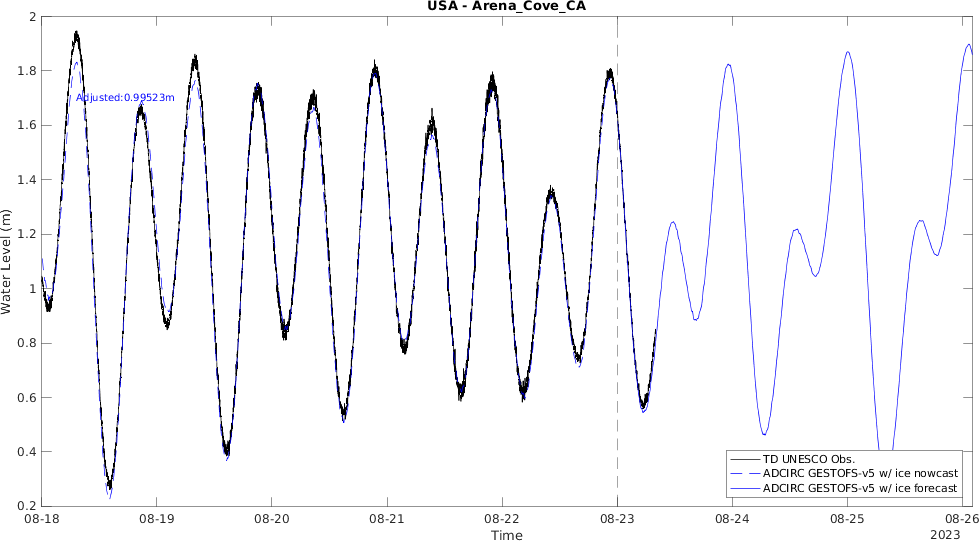 USA - Arena_Cove_CA
2
1.8
1.6
1.4
1.2
1
0.8
0.6
0.4
0.2
Water Level (m)
Adjusted:0.99523m
TD UNESCO Obs.
ADCIRC GESTOFS-v5 w/ ice nowcast
ADCIRC GESTOFS-v5 w/ ice forecast
08-18 08-19 08-20 08-21 08-22 08-23 08-24 08-25 08-26
Time
2023